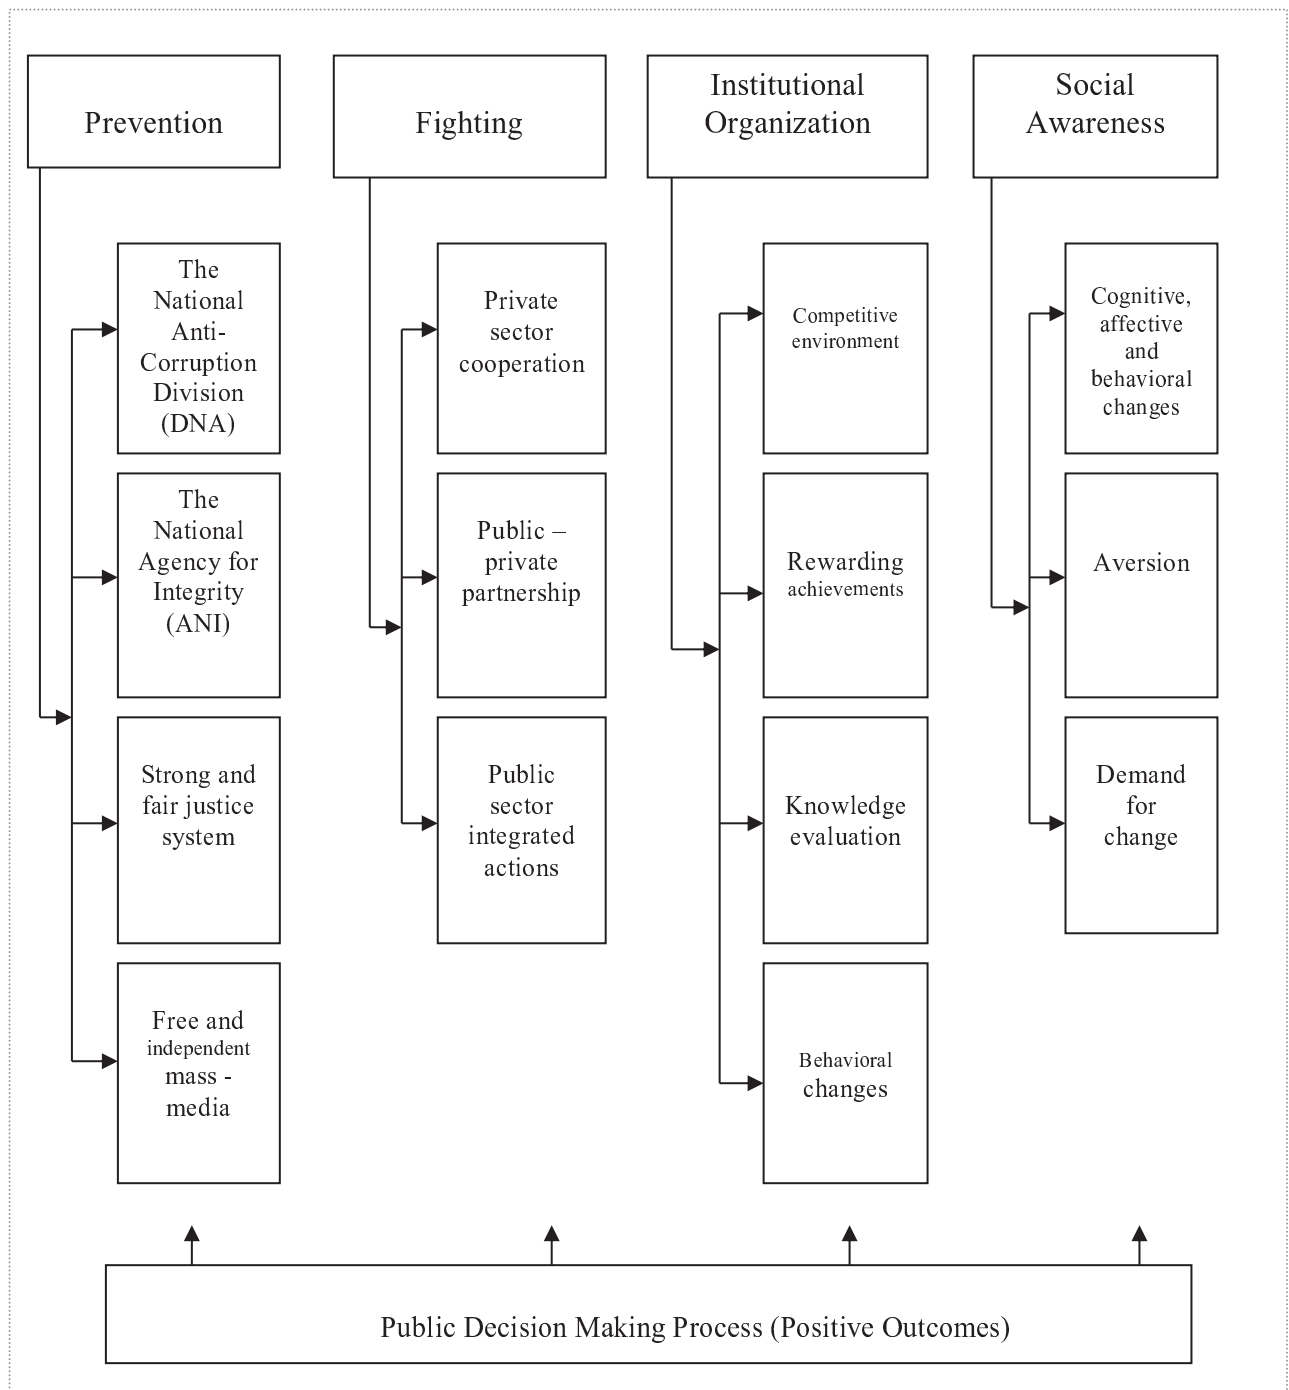 Prevention
Fighting
Institutional
Organization
Social
Awareness
The
National
Anti-
Corruption
Division
(DNA)
The
National
Agency for
Integrity
(ANI)
Strong and
fair justice
system
Free and
independent
mass -
media
Private
sector
cooperation
Public –
private
partnership
Public
sector
integrated
actions
Competitive
environment
Rewarding
achievements
Knowledge
evaluation
Behavioral
changes
Cognitive,
affective
and
behavioral
changes
Aversion
Demand
for
change
Public Decision Making Process (Positive Outcomes)